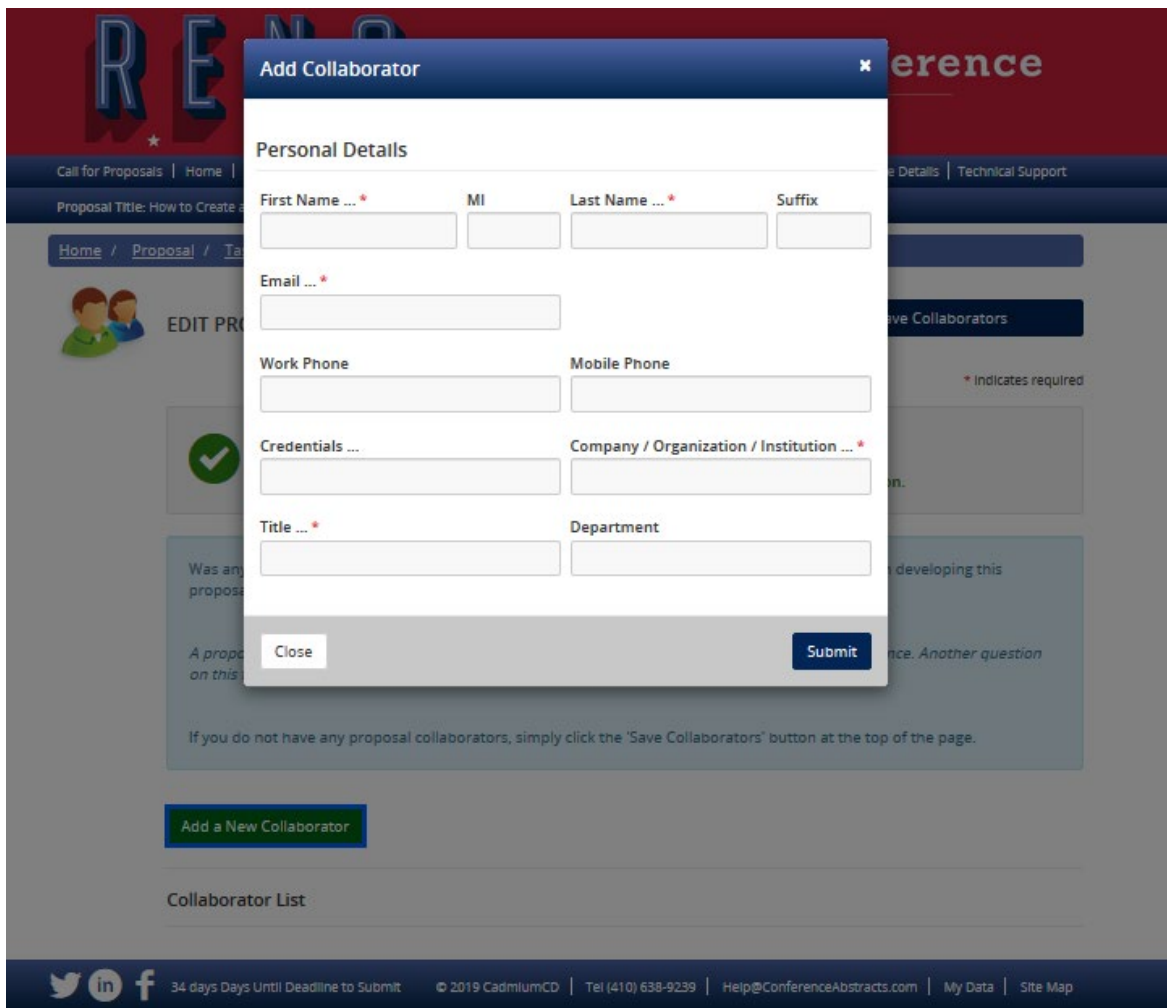 RENO
erence
Add Collaborator ×
Call for Proposals | Home | e Details | Technical Support
Proposal Title: How to Create a
Home / Proposal / Ta
Personal Details
First Name ... * MI Last Name ... * Suffix
Email ... *
EDIT PRO
ave Collaborators
Work Phone Mobile Phone
* Indicates required
Credentials ... Company / Organization / Institution ... *
on.
Title ... * Department
Was any developing this
proposa
Close Submit
A propo nce. Another question
on this
If you do not have any proposal collaborators, simply click the 'Save Collaborators' button at the top of the page.
Add a New Collaborator
Collaborator List
in f 34 days Days Until Deadline to Submit © 2019 CadmiumCD | Tel (410) 638-9239 | Help@ConferenceAbstracts.com | My Data | Site Map